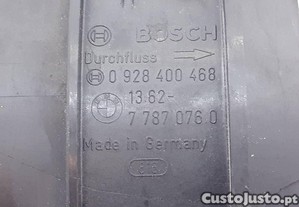 BOSCH
Durchfluss
0 928 400 468
13.62-
7 787 076.0
Made in Germany
CustoJusto.pt